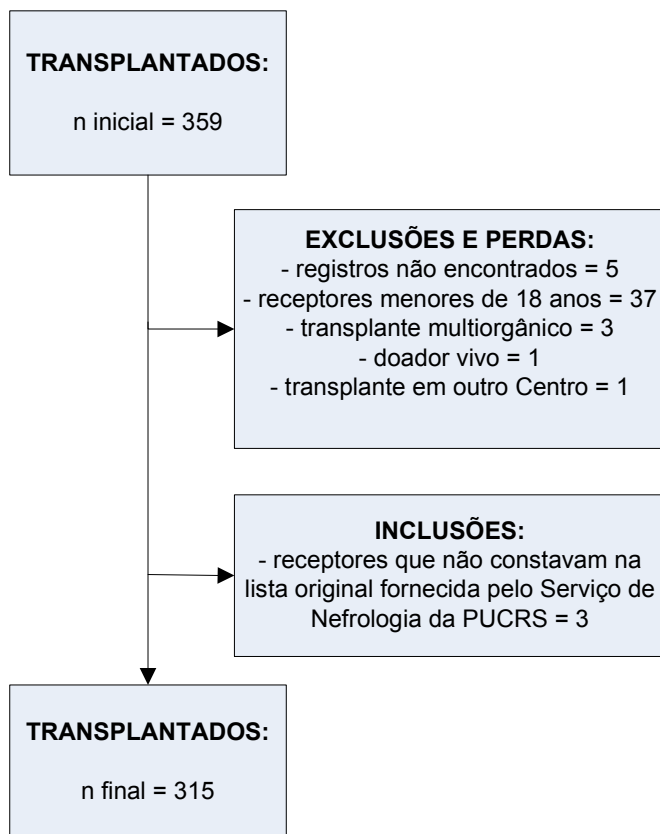 TRANSPLANTADOS:
n inicial = 359
EXCLUSÕES E PERDAS:
- registros não encontrados = 5
- receptores menores de 18 anos = 37
- transplante multiorgânico = 3
- doador vivo = 1
- transplante em outro Centro = 1
INCLUSÕES:
- receptores que não constavam na
lista original fornecida pelo Serviço de
Nefrologia da PUCRS = 3
TRANSPLANTADOS:
n final = 315